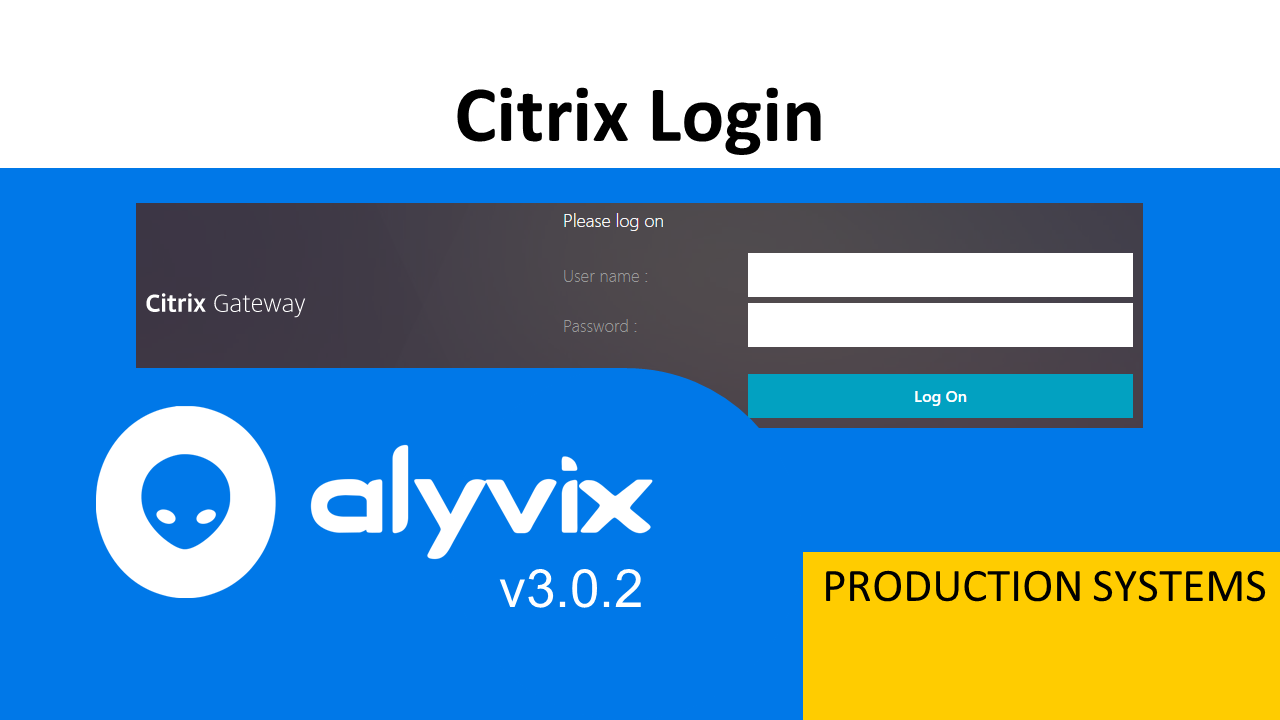 Citrix Login
Please log on
User name :
Citrix Gateway
Password :
Log On
alyvix
v3.0.2
PRODUCTION SYSTEMS